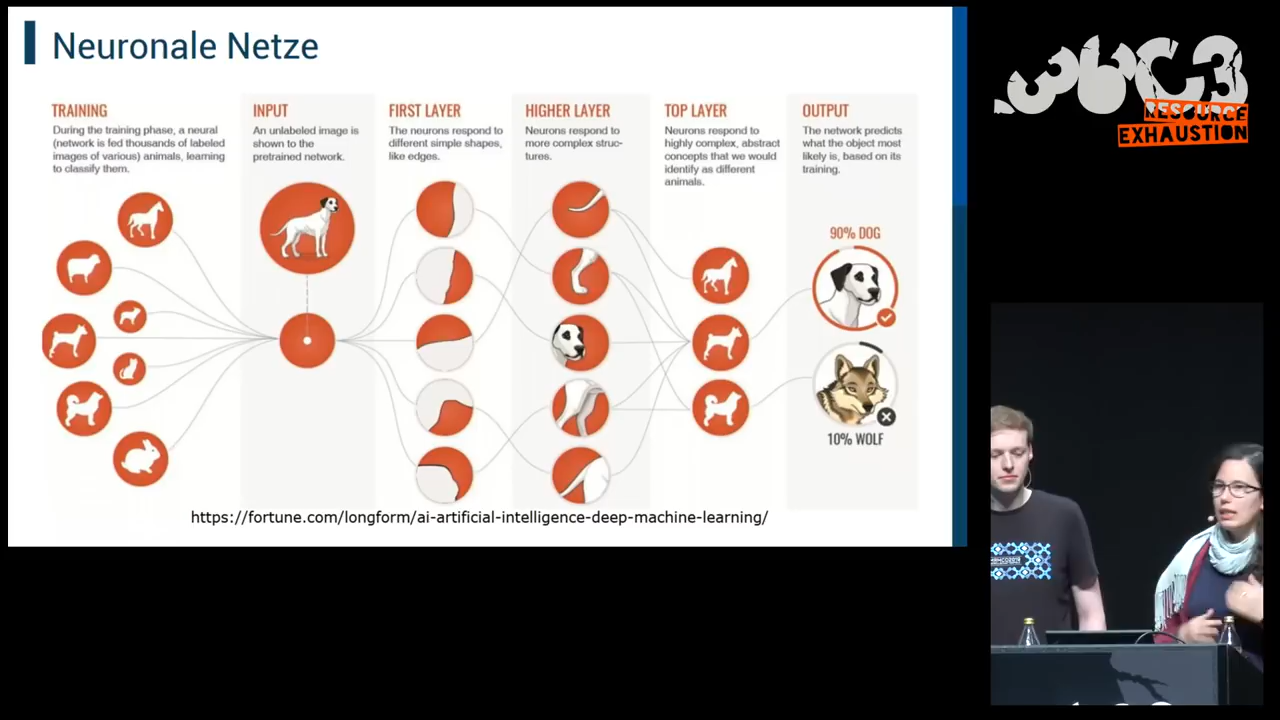 Neuronale Netze
TRAINING
During the training phase, a neural
(network is fed thousands of labeled
images of various) animals, learning
to classify them.
INPUT
An unlabeled image is
shown to the
pretrained network.
FIRST LAYER
The neurons respond to
different simple shapes,
like edges.
HIGHER LAYER
Neurons respond to
more complex struc-
tures.
TOP LAYER
Neurons respond to
highly complex, abstract
concepts that we would
identify as different
animals.
OUTPUT
The network predicts
what the object most
likely is, based on its
training.
90% DOG
10% WOLF
https://fortune.com/longform/ai-artificial-intelligence-deep-machine-learning/
36C3
RESOURCE
EXHAUSTION